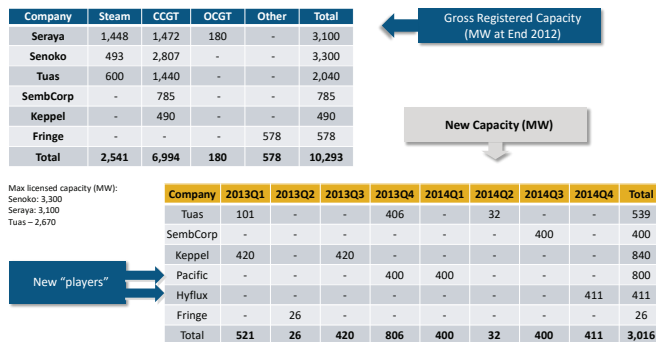 Company Steam CCGT OCGT Other Total
Seraya 1,448 1,472 180 - 3,100
Senoko 493 2,807 - - 3,300
Tuas 600 1,440 - - 2,040
SembCorp - 785 - - 785
Keppel - 490 - - 490
Fringe - - - 578 578
Total 2,541 6,994 180 578 10,293
Gross Registered Capacity
(MW at End 2012)
New Capacity (MW)
Max licensed capacity (MW):
Senoko: 3,300
Seraya: 3,100
Tuas – 2,670
New "players"
Company 2013Q1 2013Q2 2013Q3 2013Q4 2014Q1 2014Q2 2014Q3 2014Q4 Total
Tuas 101 - - 406 - 32 - - 539
SembCorp - - - - - - 400 - 400
Keppel 420 - 420 - - - - - 840
Pacific - - - 400 400 - - - 800
Hyflux - - - - - - - 411 411
Fringe - 26 - - - - - - 26
Total 521 26 420 806 400 32 400 411 3,016